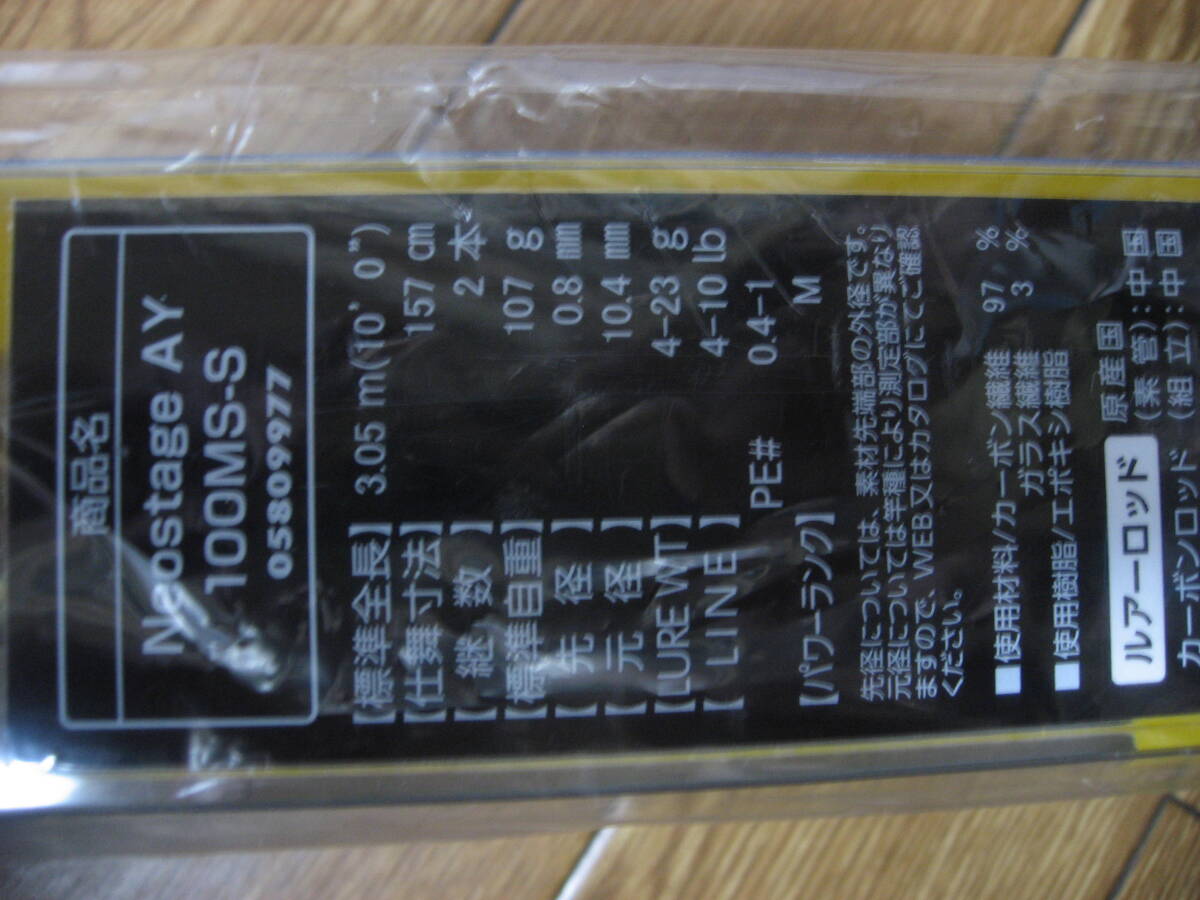 商品名
Neostage AY
100MS-S
05809977
【標準全長】 3.05 m(10’ 0”)
【仕舞寸法】 157 cm
【継数】 2 本
【標準自重】 107 g
【先径】 0.8 mm
【元径】 10.4 mm
【LURE WT】 4-23 g
【LINE】 4-10 lb
PE# 0.4-1
【パワーランク】 M
先径については、素材先端部の外径です。
元径については竿種により測定部が異なり
ますので、WEB又はカタログにてご確認
ください。
■使用材料/カーボン繊維 97 %
ガラス繊維 3 %
■使用樹脂/エポキシ樹脂
ルアーロッド 原産国
(素管):中国
カーボンロッド (組立):中国